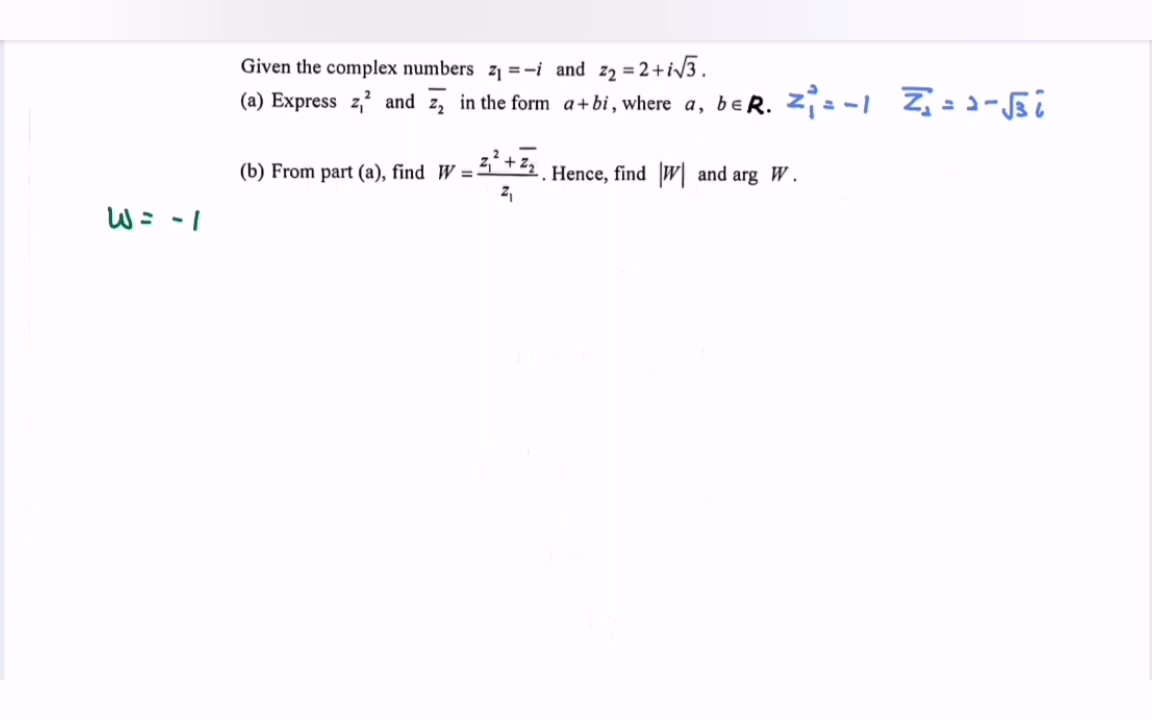 Given the complex numbers z₁ = −i and z₂ = 2+i√3.
(a) Express z₁² and z̅₂ in the form a+bi, where a, b∈R. z₁² = −1 z̅₂ = 2−√3 i
(b) From part (a), find W = (z₁² + z̅₂)/z₁. Hence, find |W| and arg W.
W = −1